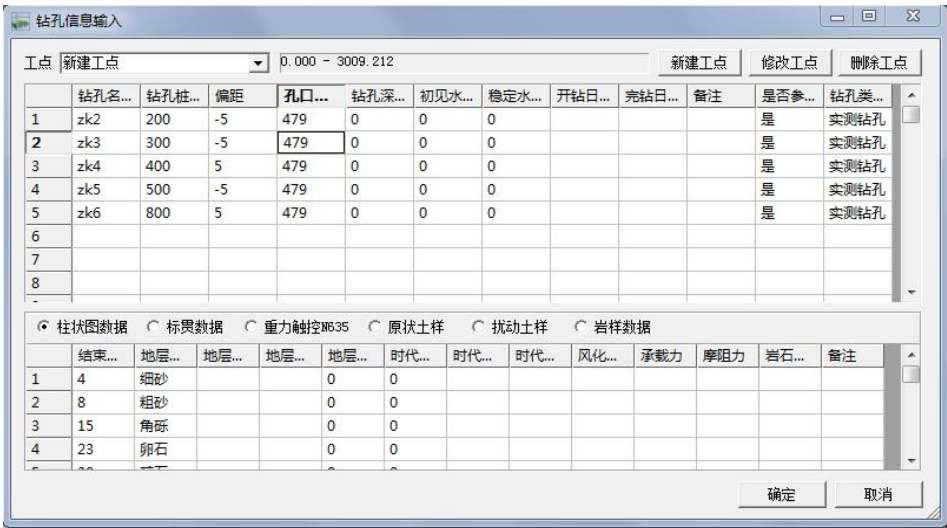 钻孔信息输入
工点 新建工点 0.000 - 3009.212 新建工点 修改工点 删除工点
钻孔名... 钻孔桩... 偏距 孔口... 钻孔深... 初见水... 稳定水... 开钻日... 完钻日... 备注 是否参... 钻孔类...
1 zk2 200 -5 479 0 0 0 是 实测钻孔
2 zk3 300 -5 479 0 0 0 是 实测钻孔
3 zk4 400 5 479 0 0 0 是 实测钻孔
4 zk5 500 -5 479 0 0 0 是 实测钻孔
5 zk6 800 5 479 0 0 0 是 实测钻孔
6
7
8
柱状图数据 标贯数据 重力触控N635 原状土样 扰动土样 岩样数据
结束... 地层... 地层... 地层... 地层... 时代... 时代... 时代... 风化... 承载力 摩阻力 岩石... 备注
1 4 细砂 0 0
2 8 粗砂 0 0
3 15 角砾 0 0
4 23 卵石 0 0
确定 取消